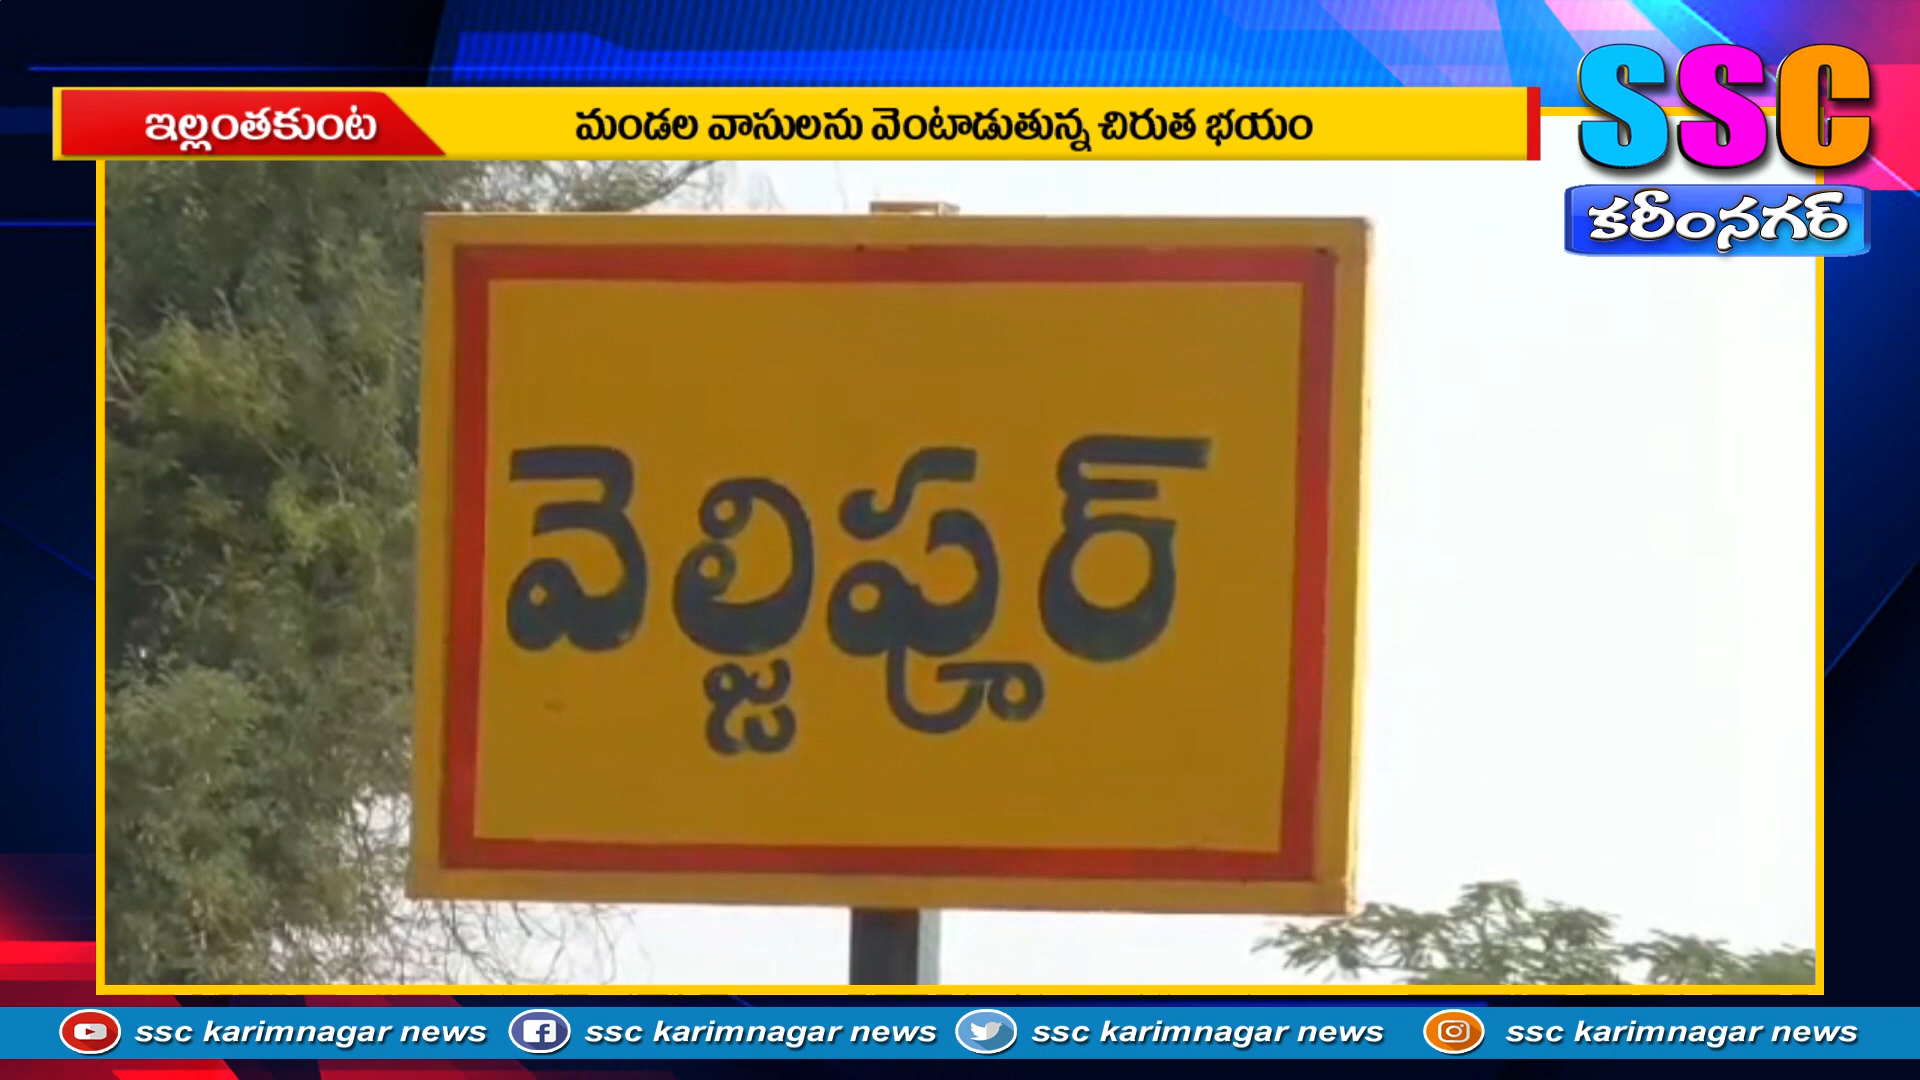 SSC
కరీంనగర్
ఇల్లంతకుంట
మండల వాసులను వెంటాడుతున్న చిరుత భయం
వెల్జిపూర్
ssc karimnagar news
ssc karimnagar news
ssc karimnagar news
ssc karimnagar news